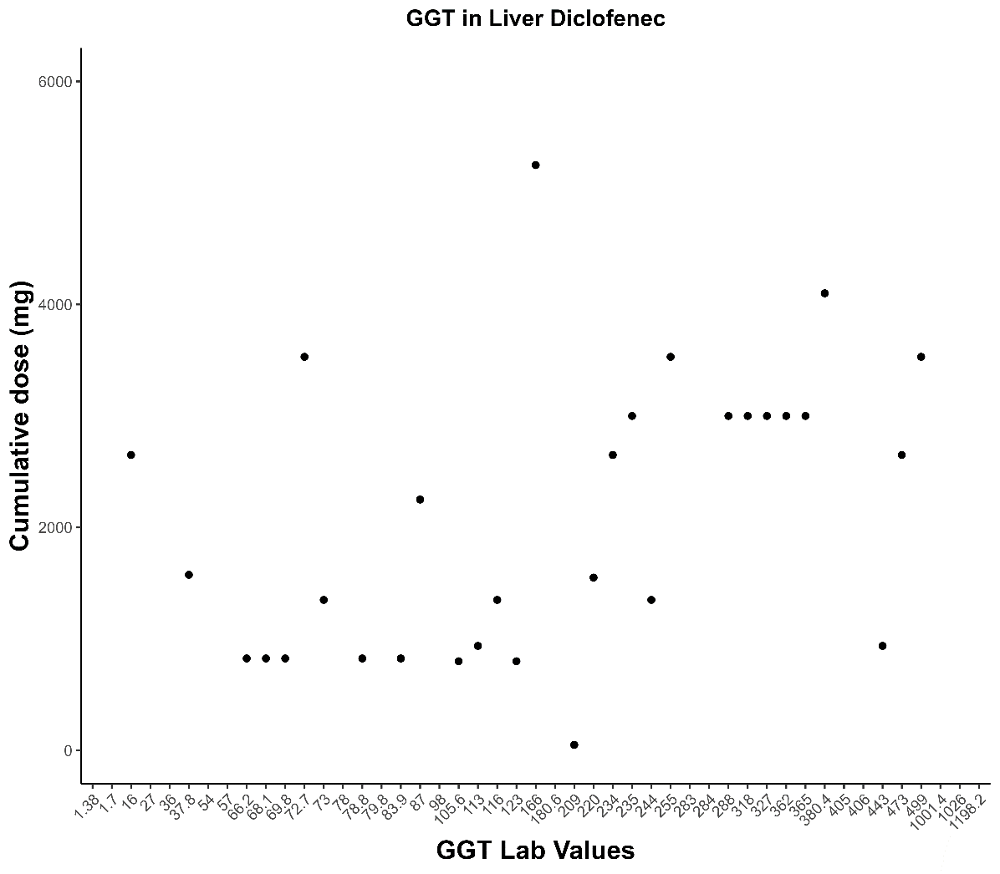 GGT in Liver Diclofenec
6000
4000
2000
0
Cumulative dose (mg)
1.38 1.7 16 27 36 37.8 54 57 66.2 68.1 69.8 72.7 73 78 78.8 79.8 83.9 87 98 105.6 113 116 123 166 180.6 209 220 234 235 244 255 283 284 288 318 327 362 365 380.4 405 406 443 473 499 1001.4 1026 1198.2
GGT Lab Values